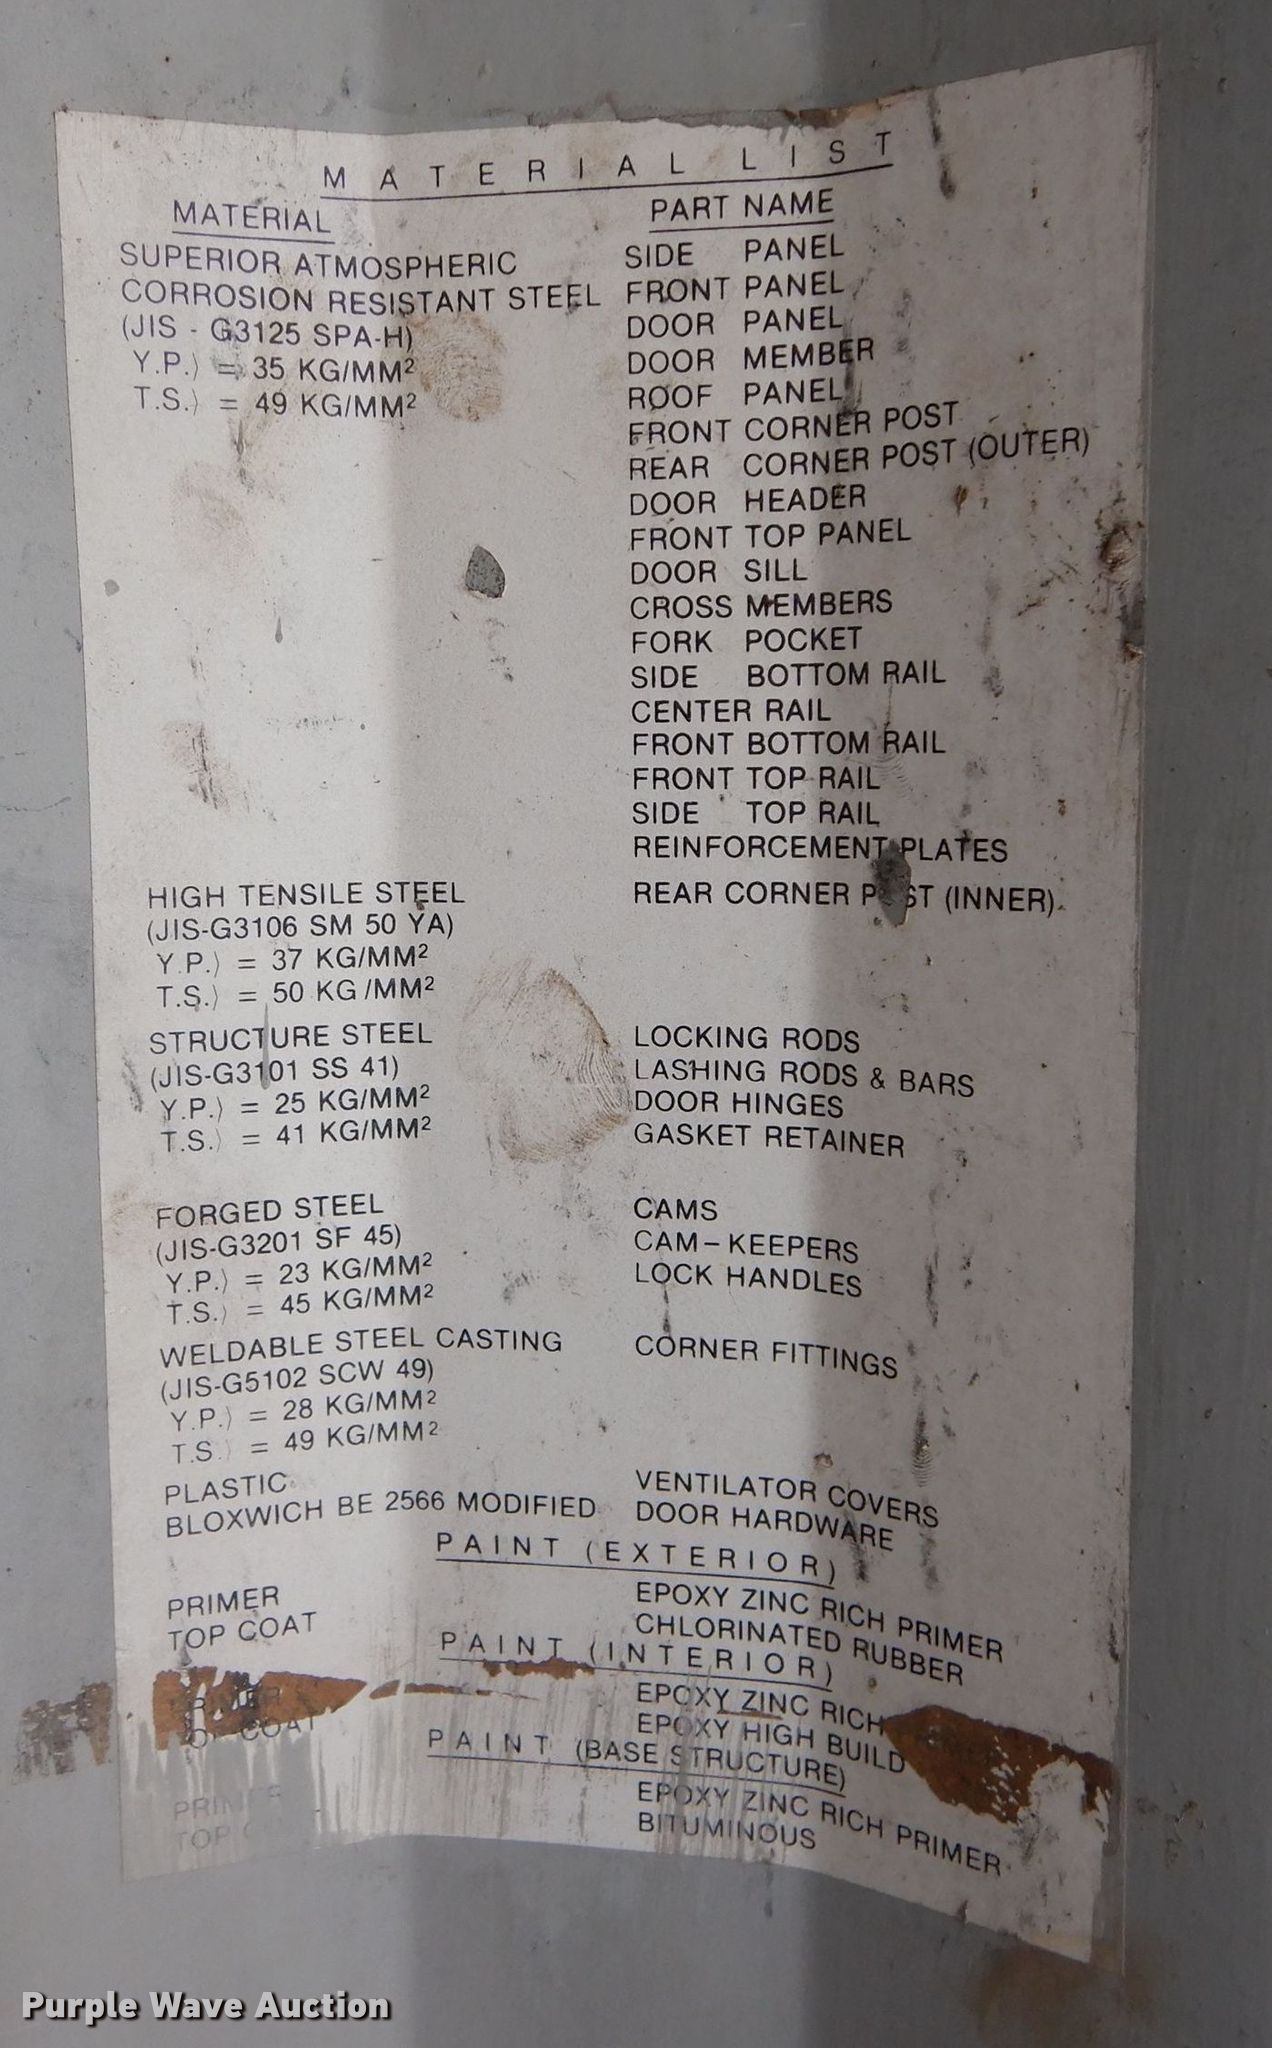 MATERIAL LIST
MATERIAL PART NAME
SUPERIOR ATMOSPHERIC SIDE PANEL
CORROSION RESISTANT STEEL FRONT PANEL
(JIS - G3125 SPA-H) DOOR PANEL
Y.P.) = 35 KG/MM² DOOR MEMBER
T.S.) = 49 KG/MM² ROOF PANEL
FRONT CORNER POST
REAR CORNER POST (OUTER)
DOOR HEADER
FRONT TOP PANEL
DOOR SILL
CROSS MEMBERS
FORK POCKET
SIDE BOTTOM RAIL
CENTER RAIL
FRONT BOTTOM RAIL
FRONT TOP RAIL
SIDE TOP RAIL
REINFORCEMENT PLATES
HIGH TENSILE STEEL REAR CORNER POST (INNER)
(JIS-G3106 SM 50 YA)
Y.P.) = 37 KG/MM²
T.S.) = 50 KG/MM²
STRUCTURE STEEL LOCKING RODS
(JIS-G3101 SS 41) LASHING RODS & BARS
Y.P.) = 25 KG/MM² DOOR HINGES
T.S.) = 41 KG/MM² GASKET RETAINER
FORGED STEEL CAMS
(JIS-G3201 SF 45) CAM-KEEPERS
Y.P.) = 23 KG/MM² LOCK HANDLES
T.S.) = 45 KG/MM²
WELDABLE STEEL CASTING CORNER FITTINGS
(JIS-G5102 SCW 49)
Y.P.) = 28 KG/MM²
T.S.) = 49 KG/MM²
PLASTIC VENTILATOR COVERS
BLOXWICH BE 2566 MODIFIED DOOR HARDWARE
PAINT (EXTERIOR)
PRIMER EPOXY ZINC RICH PRIMER
TOP COAT CHLORINATED RUBBER
PAINT (INTERIOR)
PRIMER EPOXY ZINC RICH
TOP COAT EPOXY HIGH BUILD
PAINT (BASE STRUCTURE)
PRIMER EPOXY ZINC RICH PRIMER
TOP BITUMINOUS
Purple Wave Auction